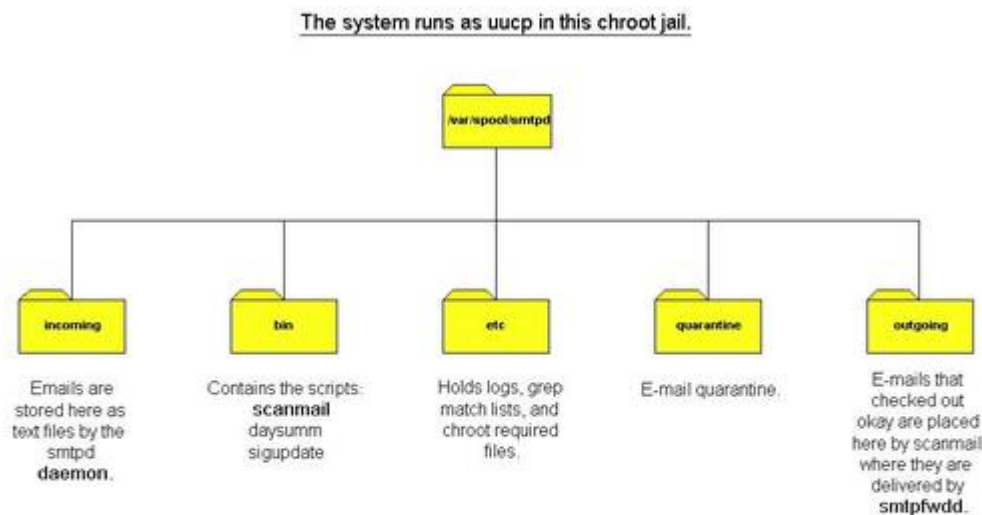 The system runs as uucp in this chroot jail.
/var/spool/smtpd
incoming
bin
etc
quarantine
outgoing
Emails are
stored here as
text files by the
smtpd
daemon.
Contains the scripts:
scanmail
daysumm
sigupdate
Holds logs, grep
match lists, and
chroot required
files.
E-mail quarantine.
E-mails that
checked out
okay are placed
here by scanmail
where they are
delivered by
smtpfwdd.